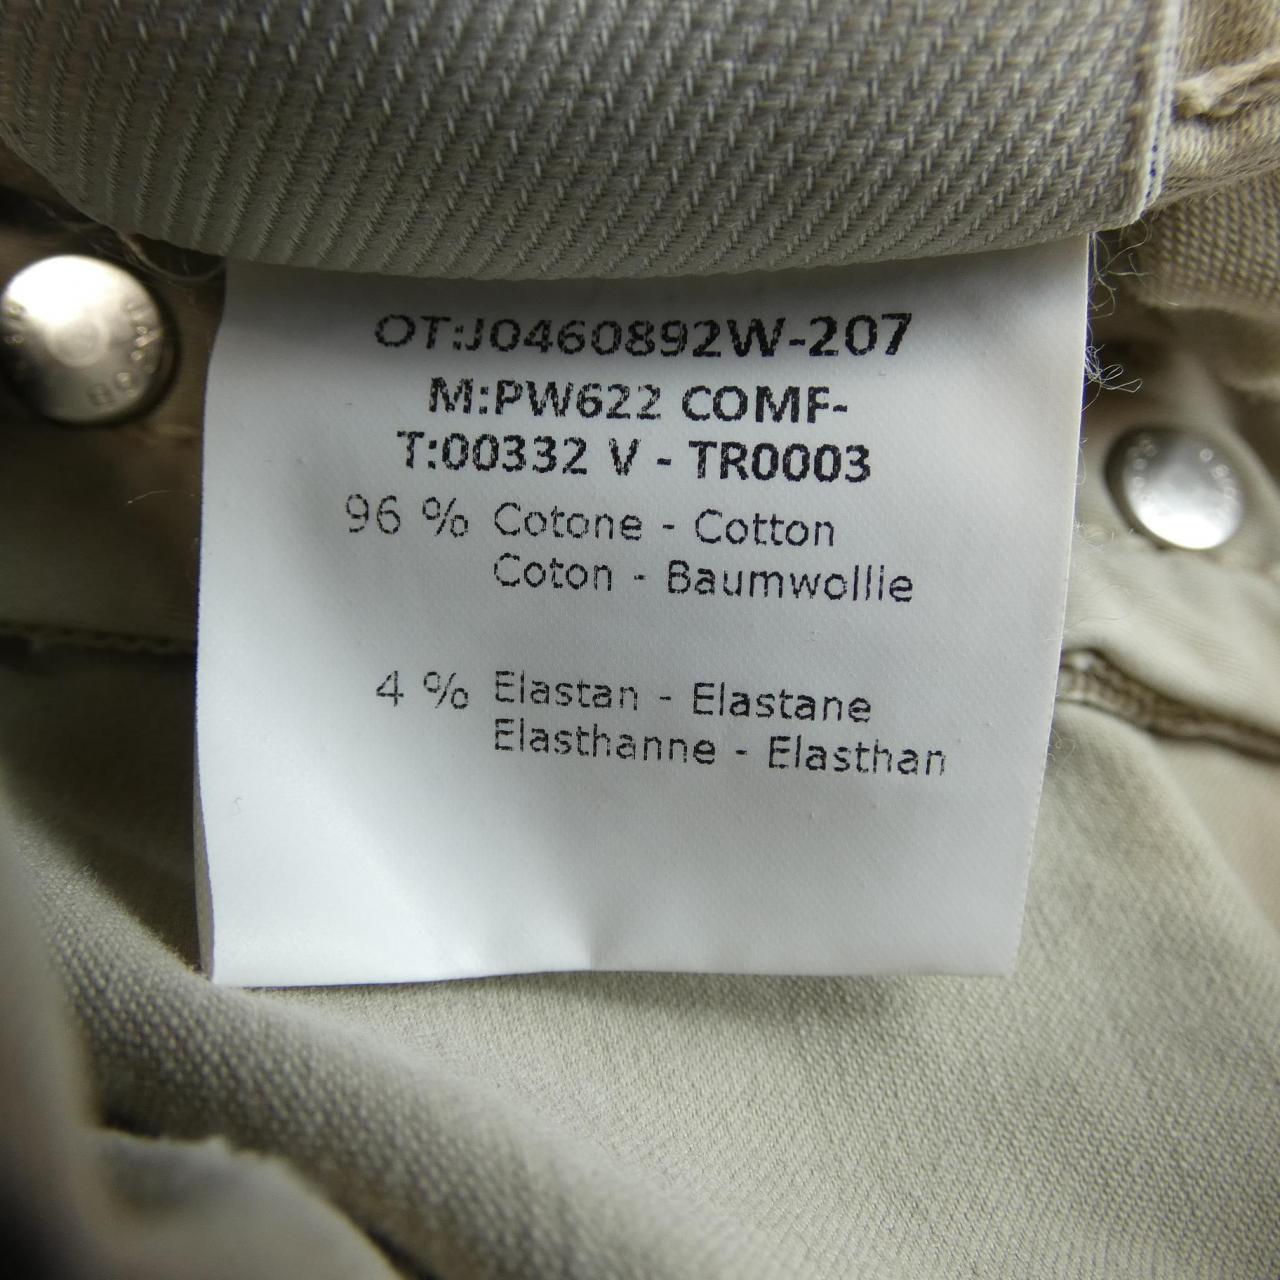 OT:J0460892W-207
M:PW622 COMF-
T:00332 V - TR0003
96 % Cotone - Cotton
Coton - Baumwollie
4 % Elastan - Elastane
Elasthanne - Elasthan